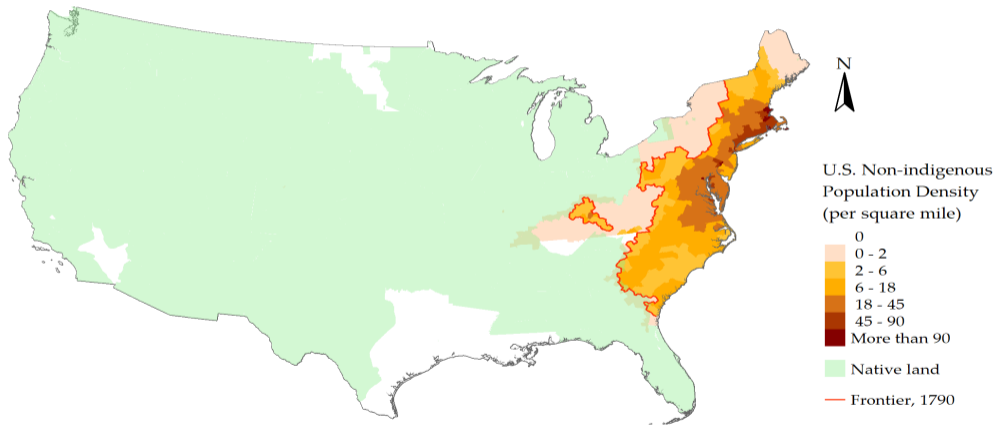 N
U.S. Non-indigenous
Population Density
(per square mile)
0
0 - 2
2 - 6
6 - 18
18 - 45
45 - 90
More than 90
Native land
Frontier, 1790